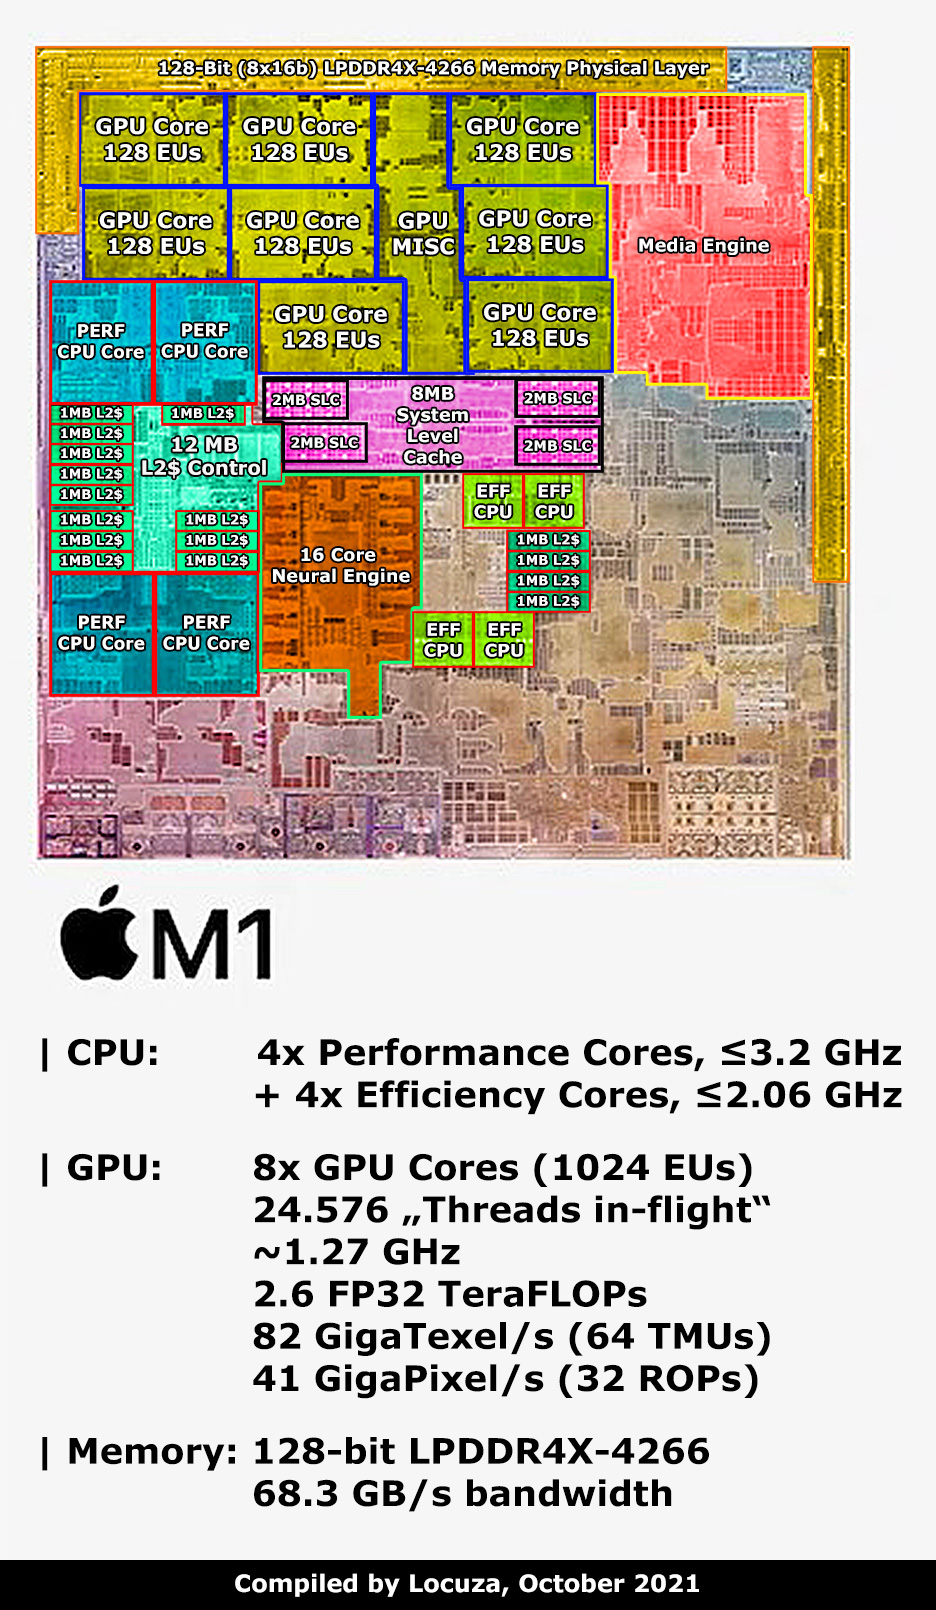 128-Bit (8x16b) LPDDR4X-4266 Memory Physical Layer
GPU Core
128 EUs
GPU Core
128 EUs
GPU Core
128 EUs
GPU Core
128 EUs
GPU Core
128 EUs
GPU
MISC
GPU Core
128 EUs
Media Engine
GPU Core
128 EUs
GPU Core
128 EUs
PERF
CPU Core
PERF
CPU Core
2MB SLC
2MB SLC
8MB
System
Level
Cache
2MB SLC
2MB SLC
1MB L2$
1MB L2$
1MB L2$
1MB L2$
1MB L2$
1MB L2$
12 MB
L2$ Control
1MB L2$
1MB L2$
1MB L2$
1MB L2$
1MB L2$
1MB L2$
16 Core
Neural Engine
EFF
CPU
EFF
CPU
1MB L2$
1MB L2$
1MB L2$
1MB L2$
EFF
CPU
EFF
CPU
PERF
CPU Core
PERF
CPU Core
M1
| CPU: 4x Performance Cores, ≤3.2 GHz
+ 4x Efficiency Cores, ≤2.06 GHz
| GPU: 8x GPU Cores (1024 EUs)
24.576 „Threads in-flight“
~1.27 GHz
2.6 FP32 TeraFLOPs
82 GigaTexel/s (64 TMUs)
41 GigaPixel/s (32 ROPs)
| Memory: 128-bit LPDDR4X-4266
68.3 GB/s bandwidth
Compiled by Locuza, October 2021